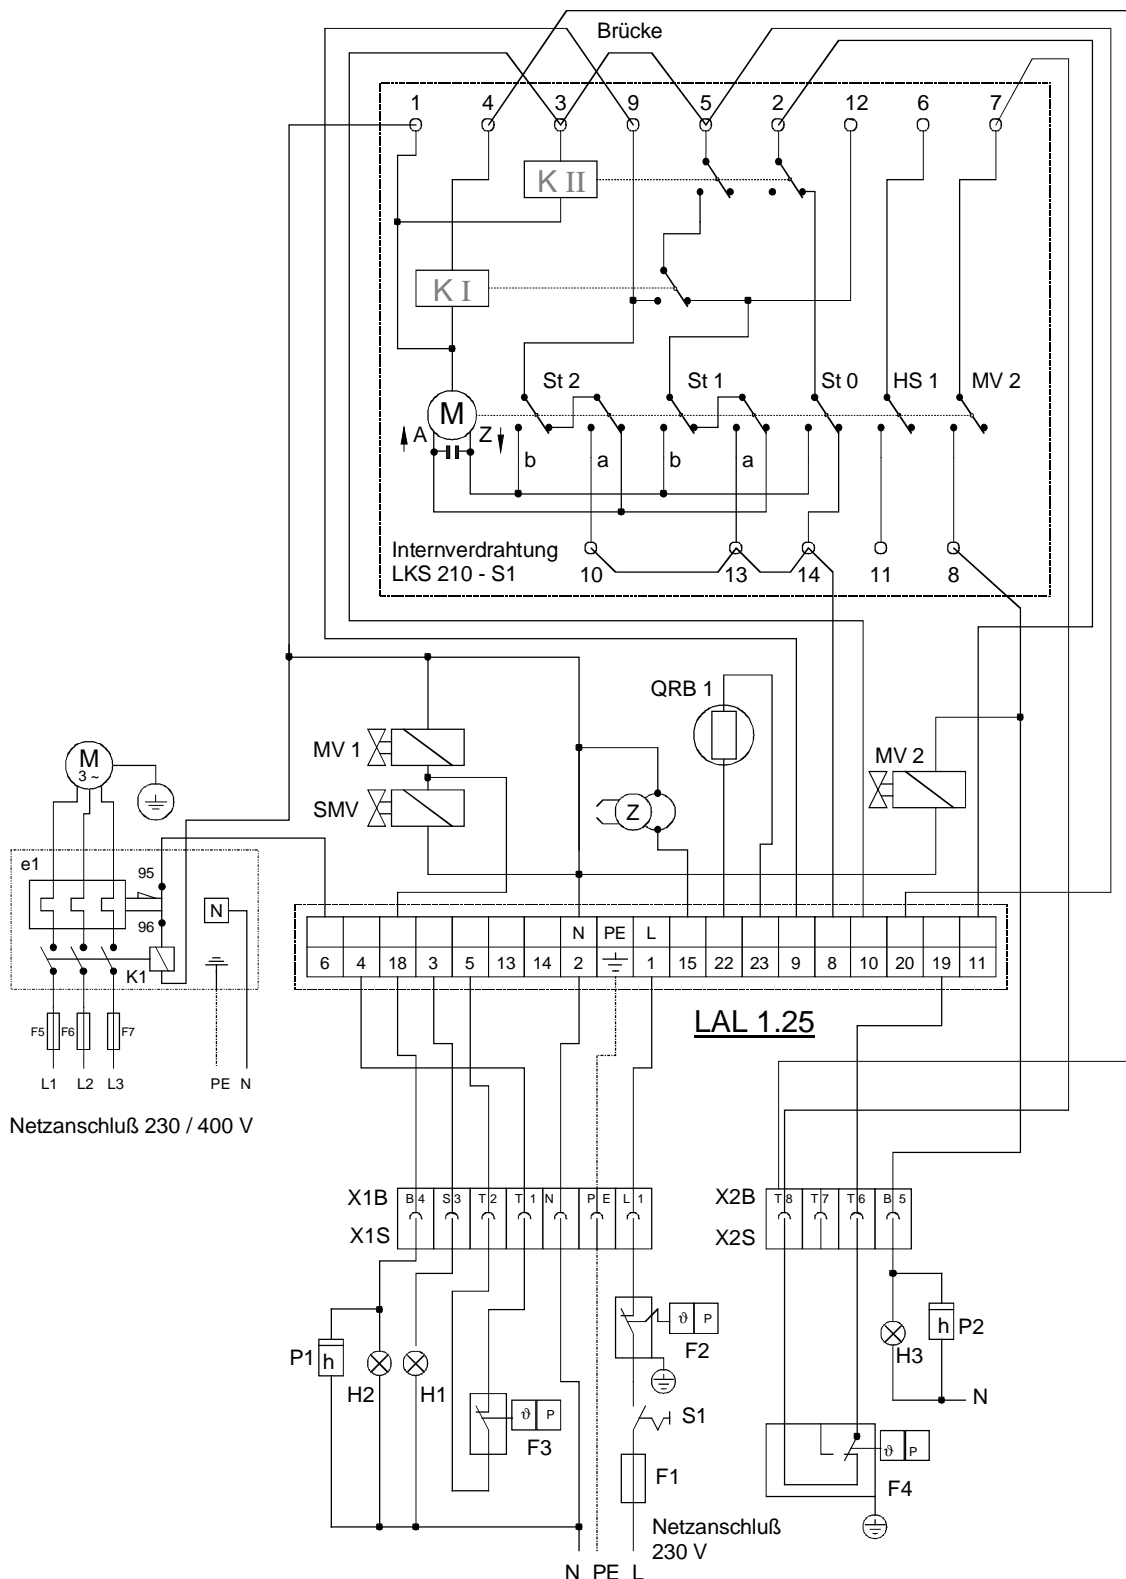 Brücke
1 4 3 9 5 2 12 6 7
K II
K I
St 2 St 1 St 0 HS 1 MV 2
M
A Z
b a b a
Internverdrahtung
LKS 210 - S1
10 13 14 11 8
QRB 1
MV 1
MV 2
SMV
Z
M
3 ~
e1
95
N
96
K1
F5 F6 F7
L1 L2 L3 PE N
Netzanschluß 230 / 400 V
N PE L
6 4 18 3 5 13 14 2 1 15 22 23 9 8 10 20 19 11
LAL 1.25
X1B B 4 S 3 T 2 T 1 N P E L 1
X1S
X2B T 8 T 7 T 6 B 5
X2S
P1 h H2 H1
ϑ P
F3
ϑ P
F2
S1
F1
h P2
H3
N
ϑ P
F4
Netzanschluß
230 V
N PE L